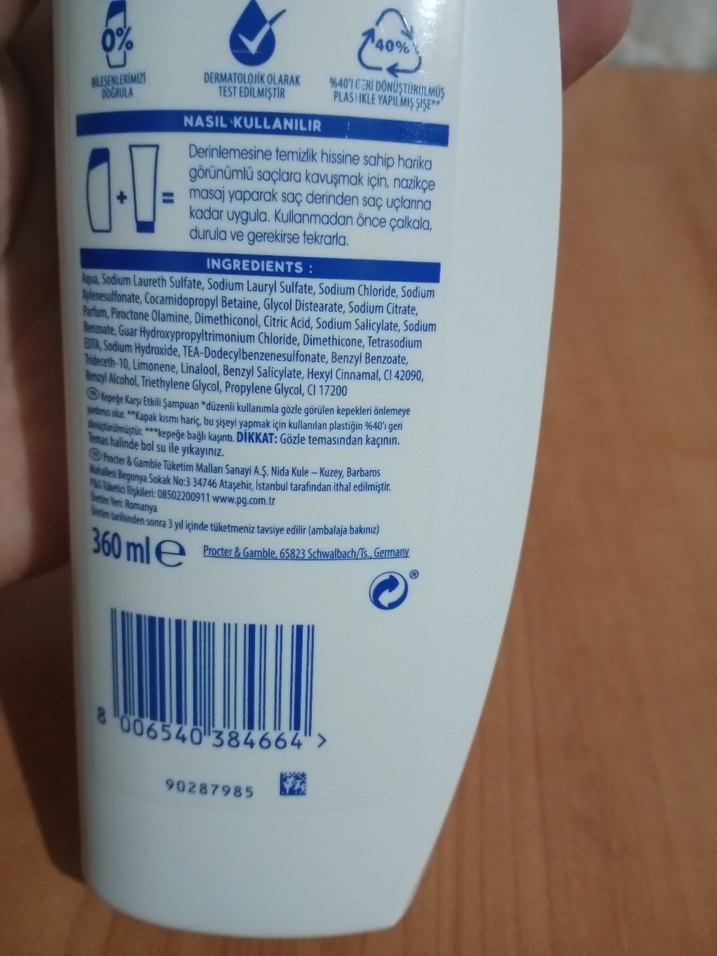 0%
BİLEŞENLERİMİZİ
DOĞRULA
DERMATOLOJİK OLARAK
TEST EDİLMİŞTİR
40%
%40'I GERİ DÖNÜŞTÜRÜLMÜŞ
PLASTİKLE YAPILMIŞ ŞİŞE**
NASIL KULLANILIR
Derinlemesine temizlik hissine sahip harika
görünümlü saçlara kavuşmak için, nazikçe
masaj yaparak saç derinden saç uçlarına
kadar uygula. Kullanmadan önce çalkala,
durula ve gerekirse tekrarla.
+ =
INGREDIENTS :
Aqua, Sodium Laureth Sulfate, Sodium Lauryl Sulfate, Sodium Chloride, Sodium
Xylenesulfonate, Cocamidopropyl Betaine, Glycol Distearate, Sodium Citrate,
Parfum, Piroctone Olamine, Dimethiconol, Citric Acid, Sodium Salicylate, Sodium
Benzoate, Guar Hydroxypropyltrimonium Chloride, Dimethicone, Tetrasodium
EDTA, Sodium Hydroxide, TEA-Dodecylbenzenesulfonate, Benzyl Benzoate,
Trideceth-10, Limonene, Linalool, Benzyl Salicylate, Hexyl Cinnamal, CI 42090,
Benzyl Alcohol, Triethylene Glycol, Propylene Glycol, CI 17200
TR Kepeğe Karşı Etkili Şampuan *düzenli kullanımla gözle görülen kepekleri önlemeye
yardımcı olur. **Kapak kısmı hariç, bu şişeyi yapmak için kullanılan plastiğin %40'ı geri
dönüştürülmüştür. ***kepeğe bağlı kaşıntı. DİKKAT: Gözle temasından kaçının.
Temas halinde bol su ile yıkayınız.
TR Procter & Gamble Tüketim Malları Sanayi A.Ş. Nida Kule – Kuzey, Barbaros
Mahallesi Begonya Sokak No:3 34746 Ataşehir, İstanbul tarafından ithal edilmiştir.
P&G Tüketici İlişkileri: 08502200911 www.pg.com.tr
Üretim Yeri: Romanya
Üretim tarihinden sonra 3 yıl içinde tüketmeniz tavsiye edilir (ambalaja bakınız)
360 ml e
Procter & Gamble, 65823 Schwalbach/Ts., Germany
®
8 006540 384664 >
90287985